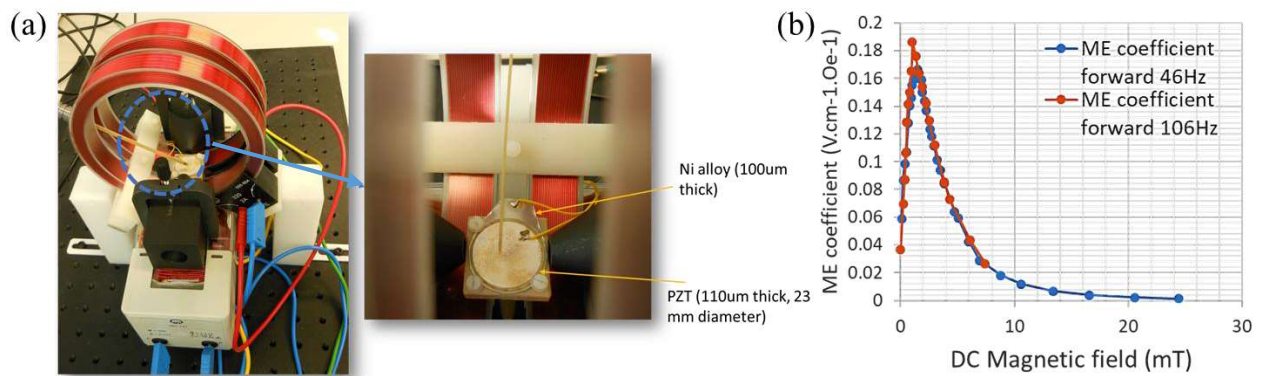 (a)
Ni alloy (100um
thick)
PZT (110um thick, 23
mm diameter)
(b)
ME coefficient (V.cm-1.Oe-1)
0.2
0.18
0.16
0.14
0.12
0.1
0.08
0.06
0.04
0.02
0
ME coefficient
forward 46Hz
ME coefficient
forward 106Hz
0
10
20
30
DC Magnetic field (mT)